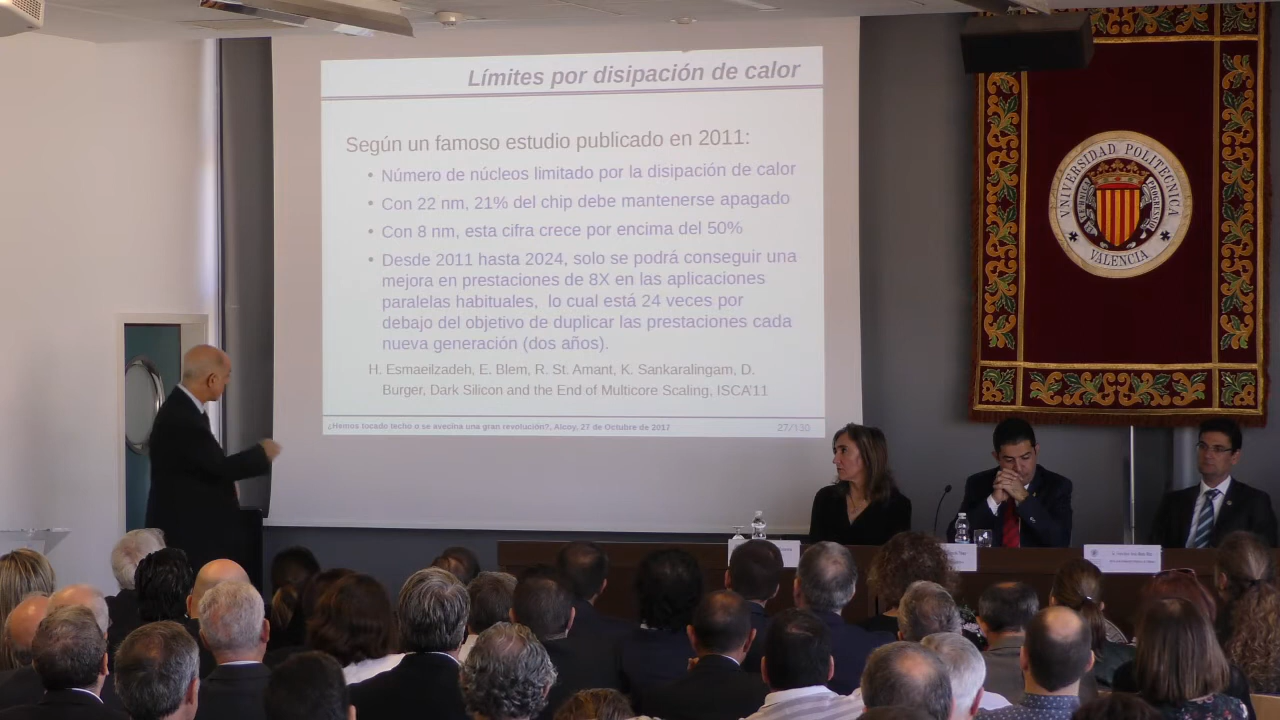 Límites por disipación de calor
Según un famoso estudio publicado en 2011:
• Número de núcleos limitado por la disipación de calor
• Con 22 nm, 21% del chip debe mantenerse apagado
• Con 8 nm, esta cifra crece por encima del 50%
• Desde 2011 hasta 2024, solo se podrá conseguir una
mejora en prestaciones de 8X en las aplicaciones
paralelas habituales, lo cual está 24 veces por
debajo del objetivo de duplicar las prestaciones cada
nueva generación (dos años).
H. Esmaeilzadeh, E. Blem, R. St. Amant, K. Sankaralingam, D.
Burger, Dark Silicon and the End of Multicore Scaling, ISCA'11
¿Hemos tocado techo o se avecina una gran revolución?, Alcoy, 27 de Octubre de 2017
27/130
VNIVERSIDAD POLITECNICA
VALENCIA